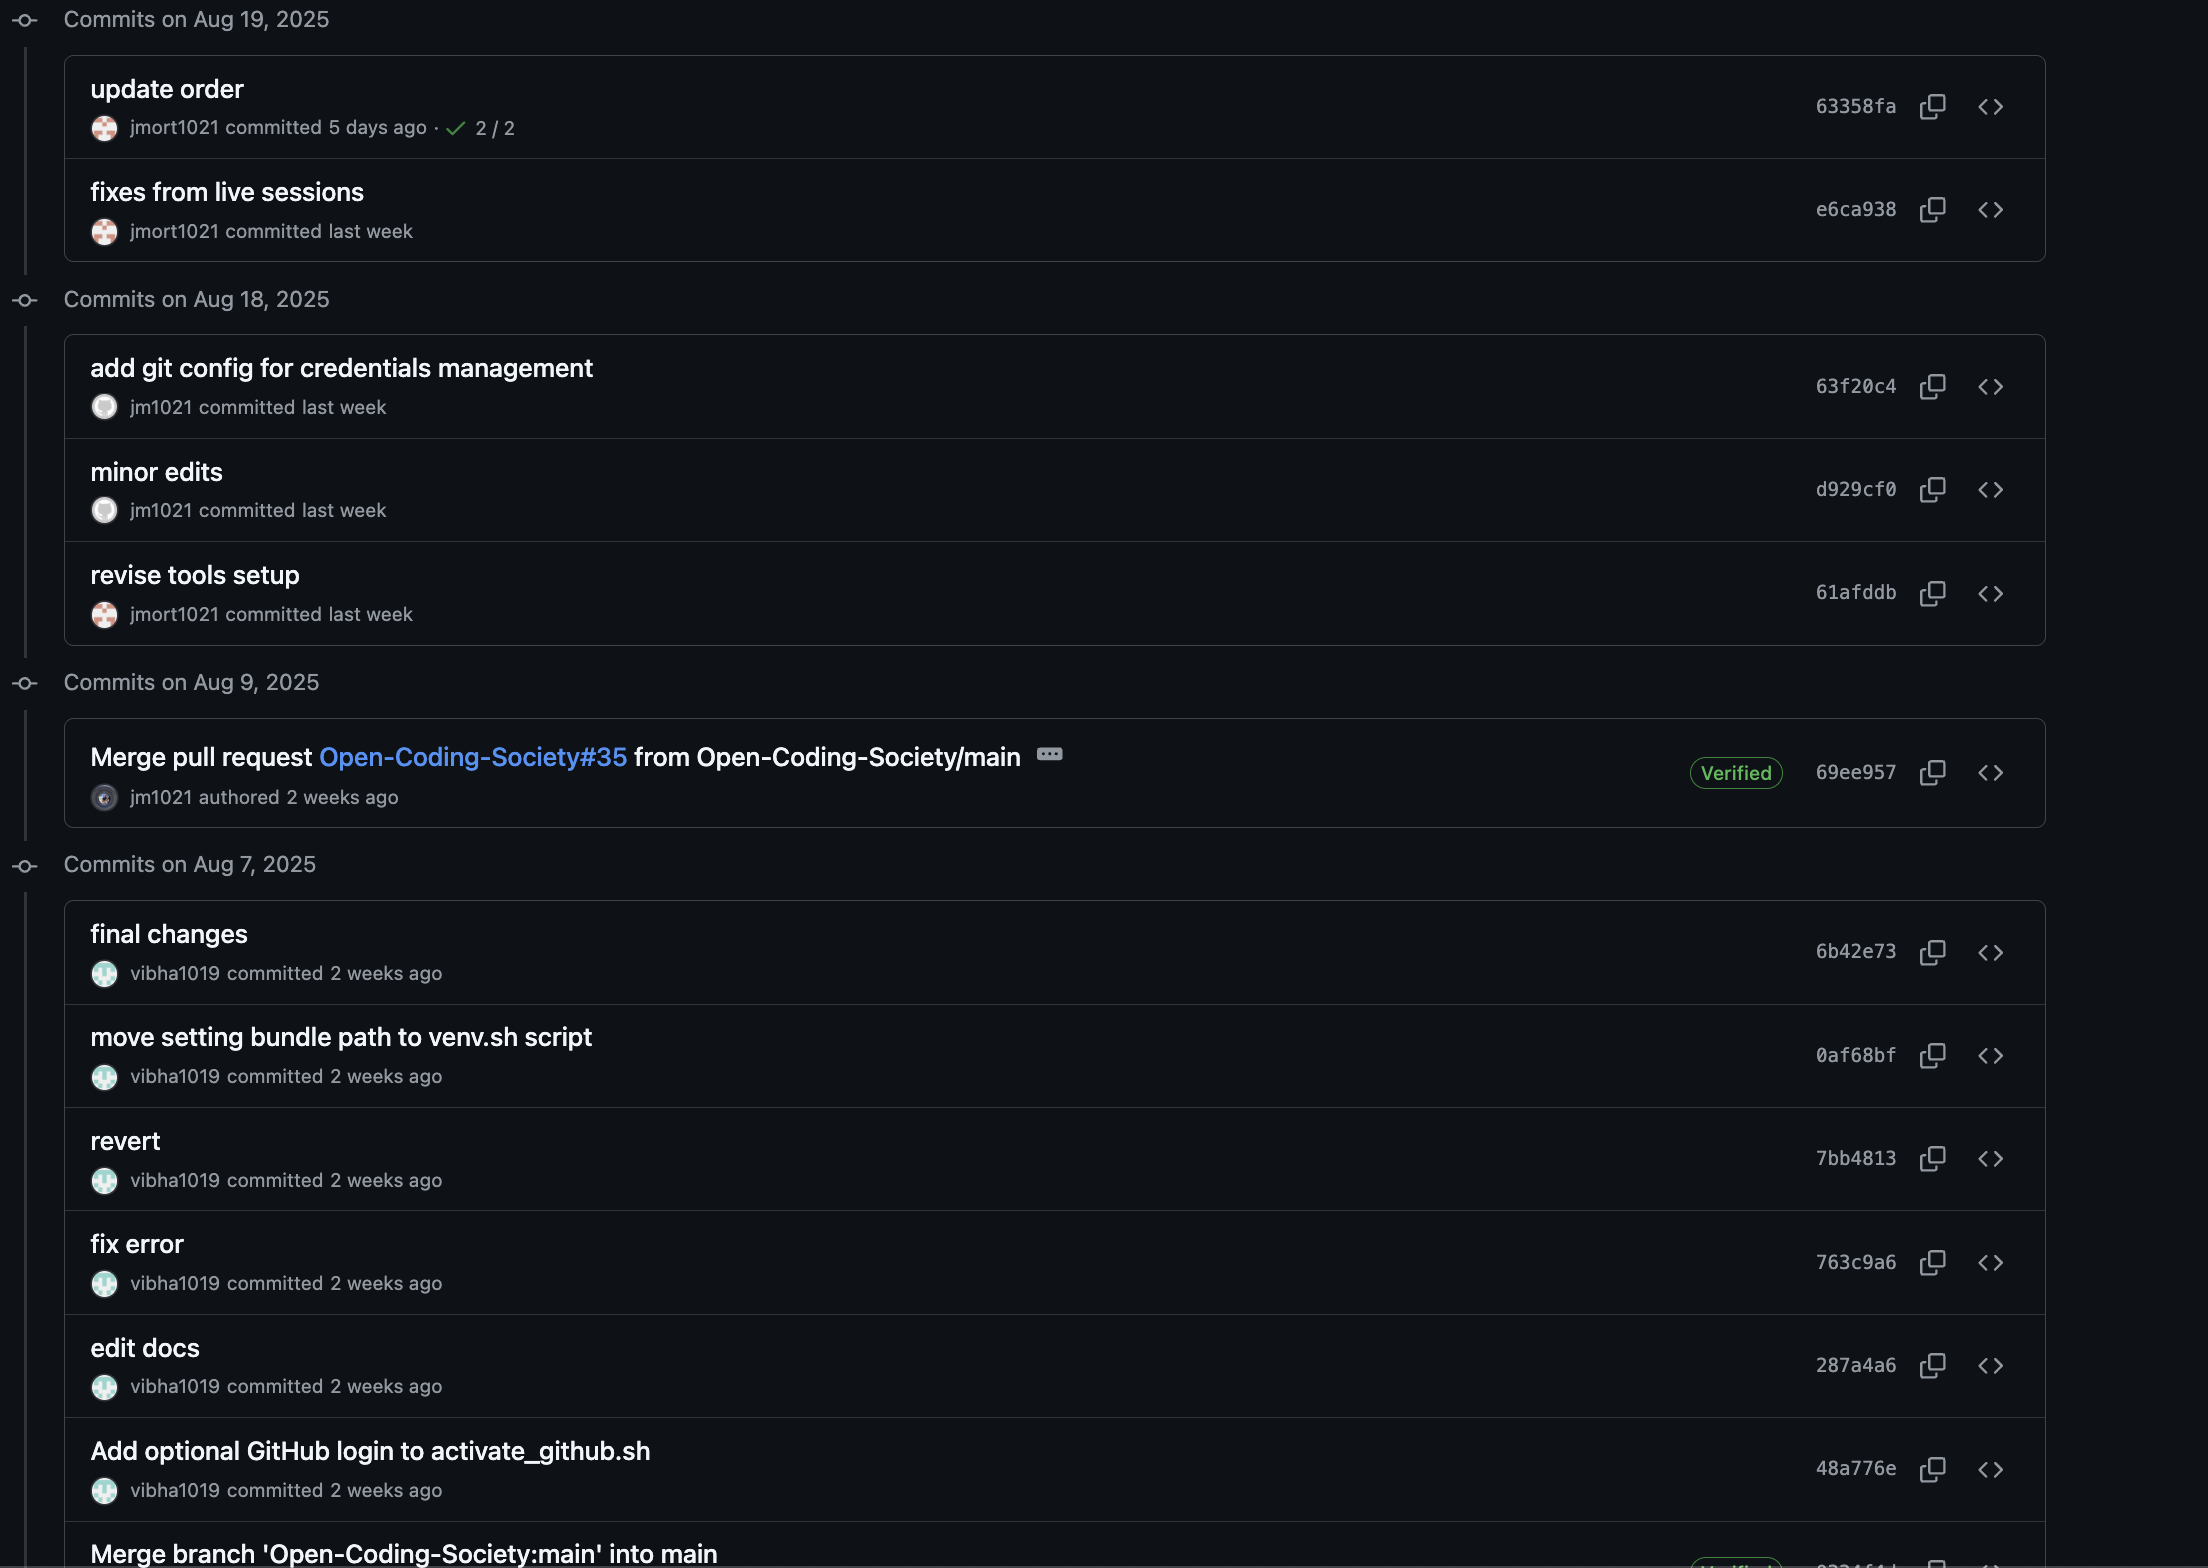 Commits on Aug 19, 2025
update order
63358fa
jmort1021 committed 5 days ago · 2 / 2
fixes from live sessions
e6ca938
jmort1021 committed last week
Commits on Aug 18, 2025
add git config for credentials management
63f20c4
jm1021 committed last week
minor edits
d929cf0
jm1021 committed last week
revise tools setup
61afddb
jmort1021 committed last week
Commits on Aug 9, 2025
Merge pull request Open-Coding-Society#35 from Open-Coding-Society/main
Verified 69ee957
jm1021 authored 2 weeks ago
Commits on Aug 7, 2025
final changes
6b42e73
vibha1019 committed 2 weeks ago
move setting bundle path to venv.sh script
0af68bf
vibha1019 committed 2 weeks ago
revert
7bb4813
vibha1019 committed 2 weeks ago
fix error
763c9a6
vibha1019 committed 2 weeks ago
edit docs
287a4a6
vibha1019 committed 2 weeks ago
Add optional GitHub login to activate_github.sh
48a776e
vibha1019 committed 2 weeks ago
Merge branch 'Open-Coding-Society:main' into main